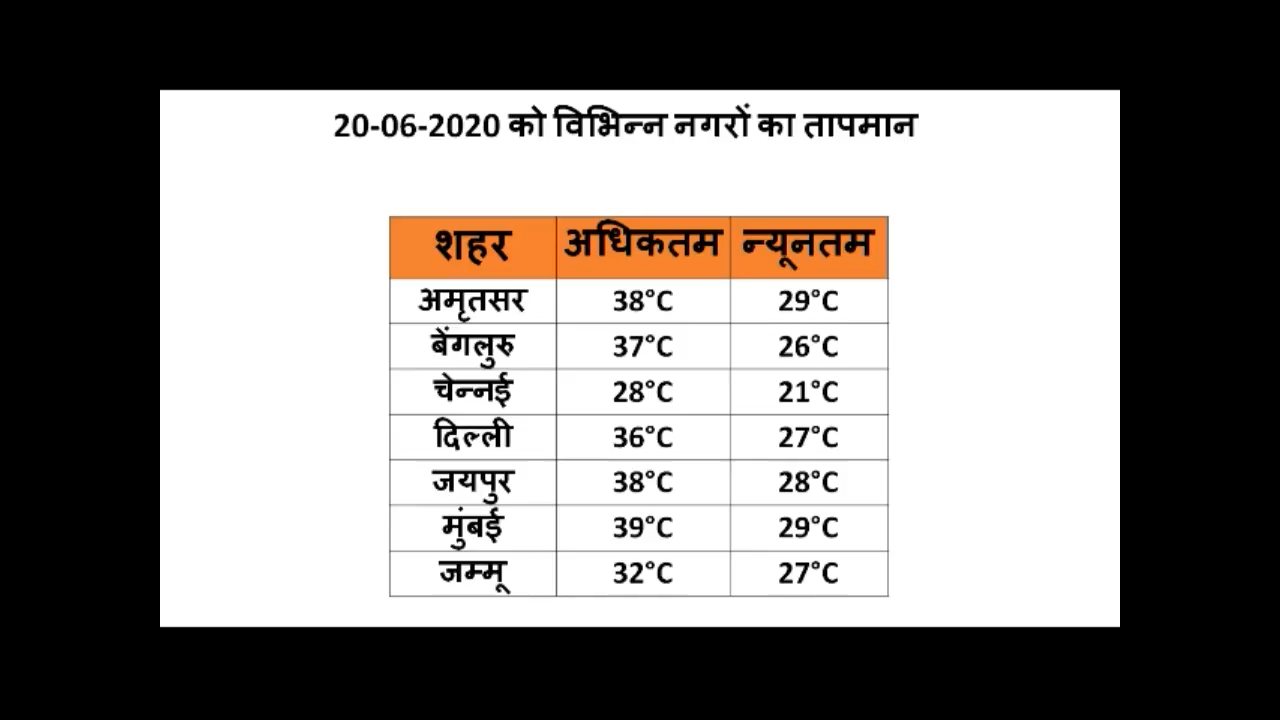 20-06-2020 को विभिन्न नगरों का तापमान
शहर अधिकतम न्यूनतम
अमृतसर 38°C 29°C
बेंगलुरु 37°C 26°C
चेन्नई 28°C 21°C
दिल्ली 36°C 27°C
जयपुर 38°C 28°C
मुंबई 39°C 29°C
जम्मू 32°C 27°C